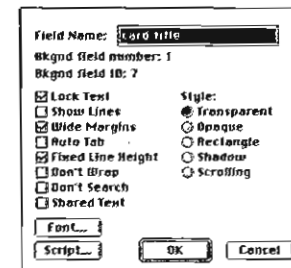 Field Name: card title
Bkgnd field number: 1
Bkgnd field ID: 7
Lock Text
Show Lines
Wide Margins
Auto Tab
Fixed Line Height
Don't Wrap
Don't Search
Shared Text
Style:
Transparent
Opaque
Rectangle
Shadow
Scrolling
Font...
Script...
OK
Cancel